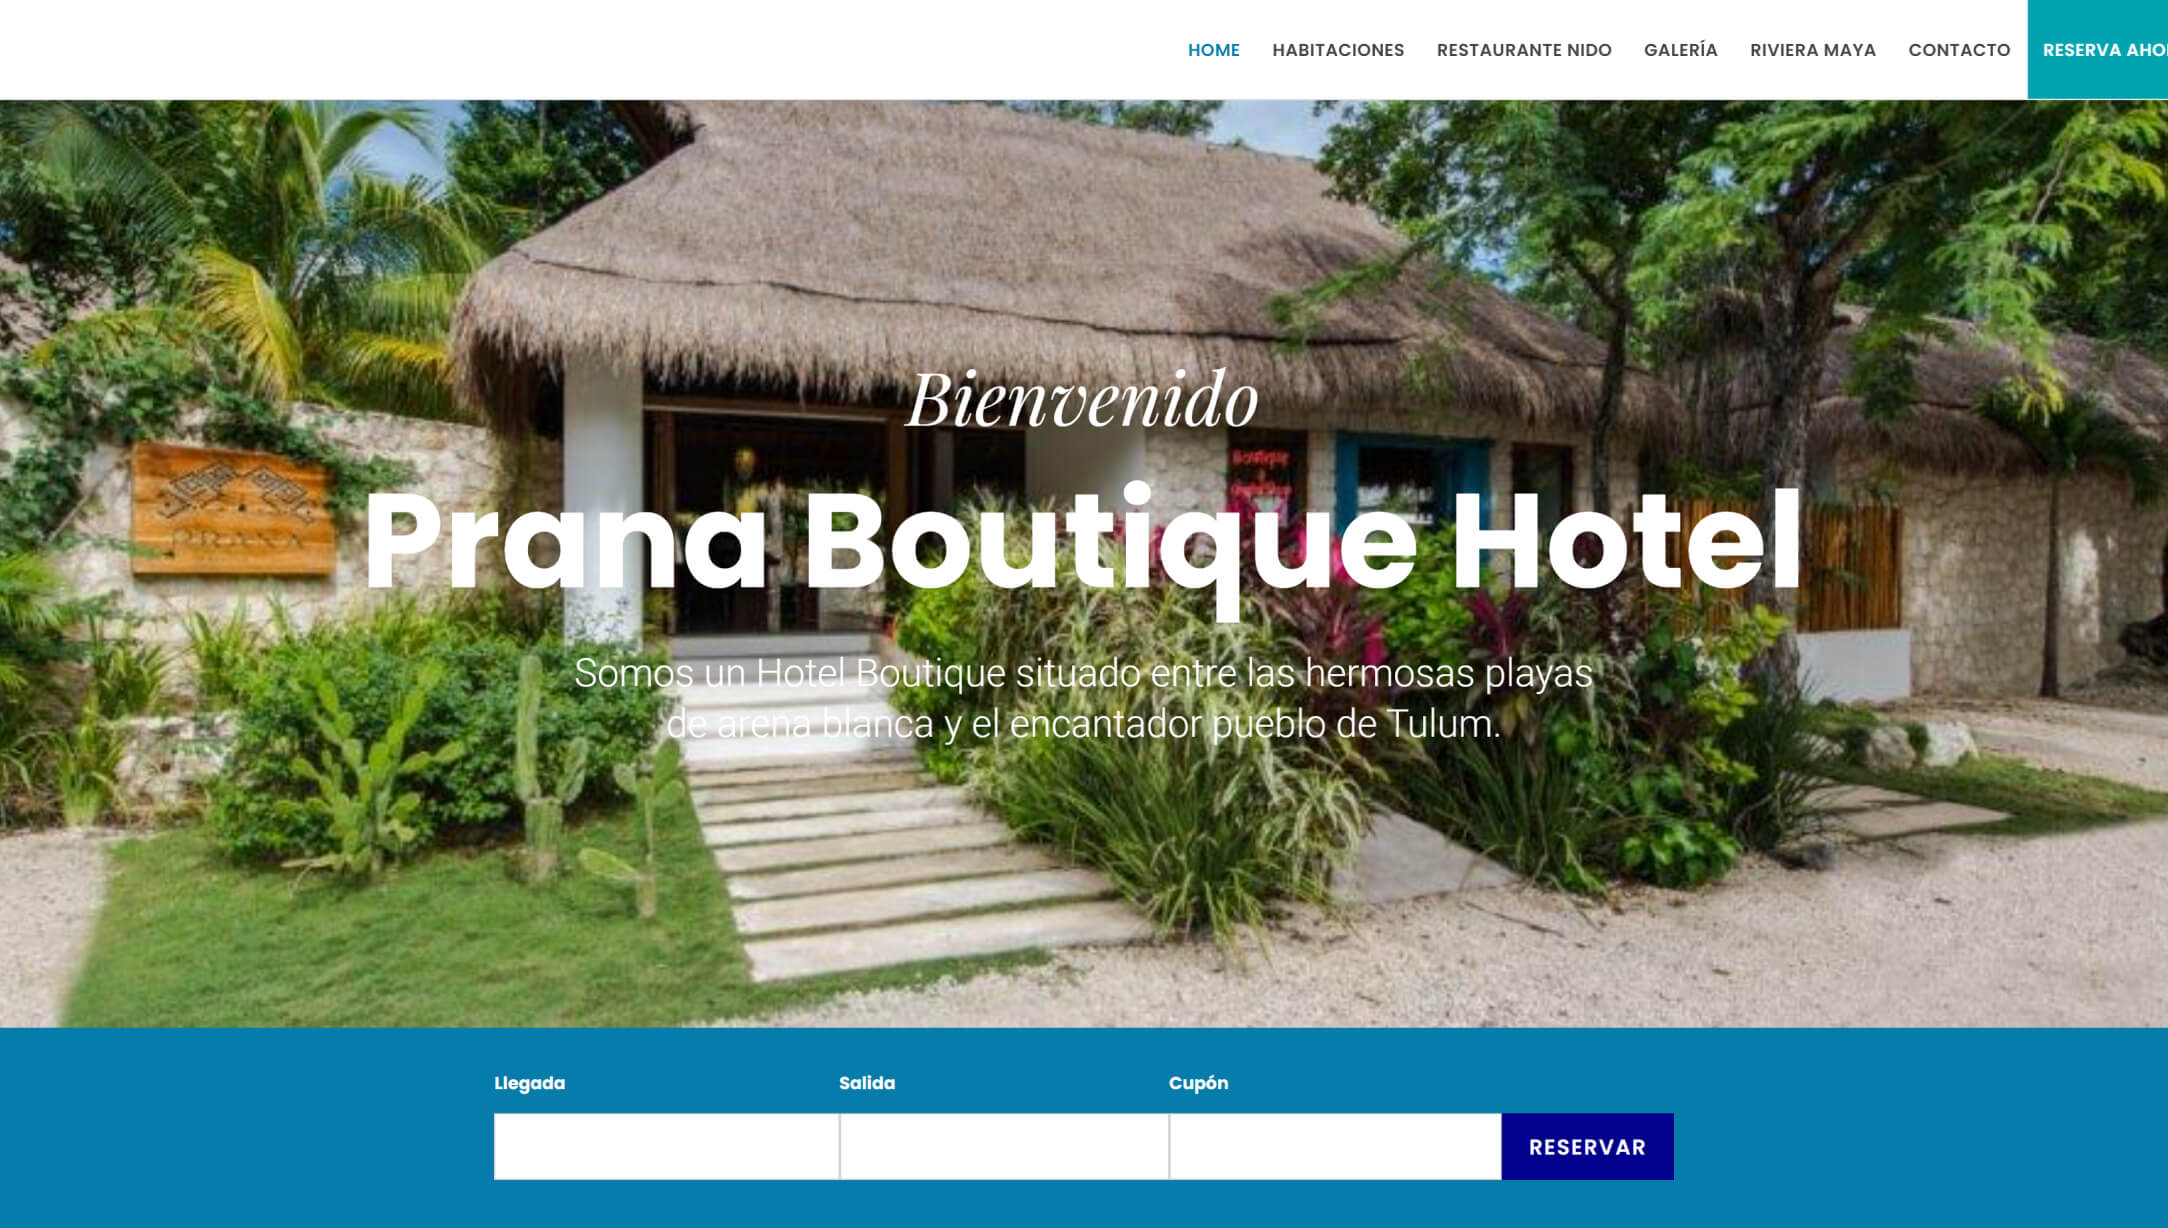 HOME HABITACIONES RESTAURANTE NIDO GALERÍA RIVIERA MAYA CONTACTO RESERVA
Bienvenido
PRANA
Prana Boutique Hotel
Somos un Hotel Boutique situado entre las hermosas playas
de arena blanca y el encantador pueblo de Tulum.
Llegada Salida Cupón
RESERVAR